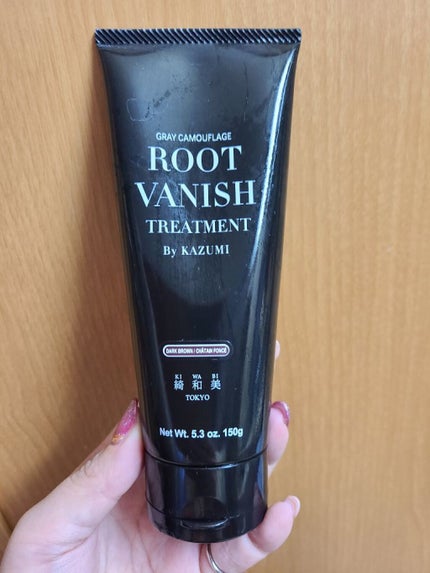 GRAY CAMOUFLAGE
ROOT
VANISH
TREATMENT
By KAZUMI
DARK BROWN / CHÂTAIN FONCÉ
KI WA BI
綺和美
TOKYO
Net Wt. 5.3 oz. 150g